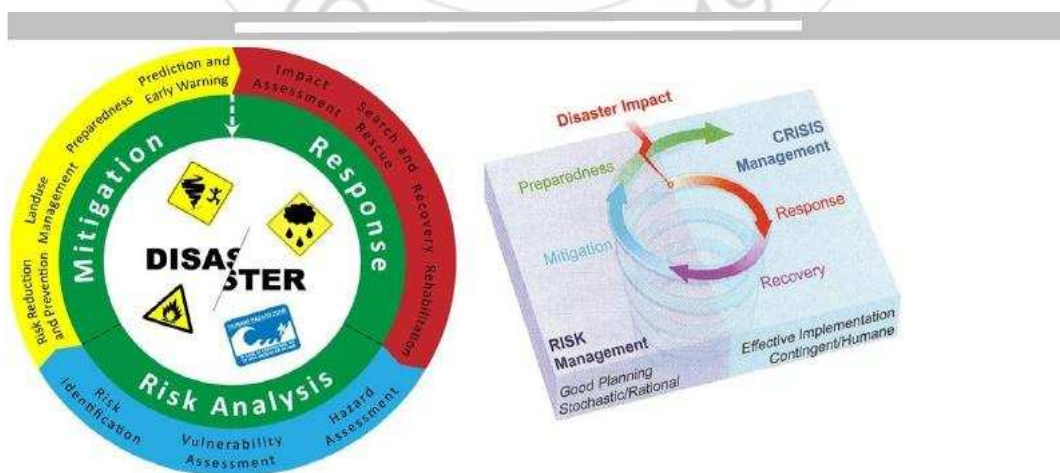 Prediction and
Early Warning
Preparedness
Landuse
Management
Risk Reduction
and Prevention
Impact
Assessment
Search and
Rescue
Recovery
Rehabilitation
Hazard
Assessment
Vulnerability
Assessment
Risk
Identification
Mitigation
Response
Risk Analysis
DISASTER
Disaster Impact
CRISIS
Management
Preparedness
Response
Mitigation
Recovery
RISK
Management
Good Planning
Stochastic/Rational
Effective Implementation
Contingent/Humane